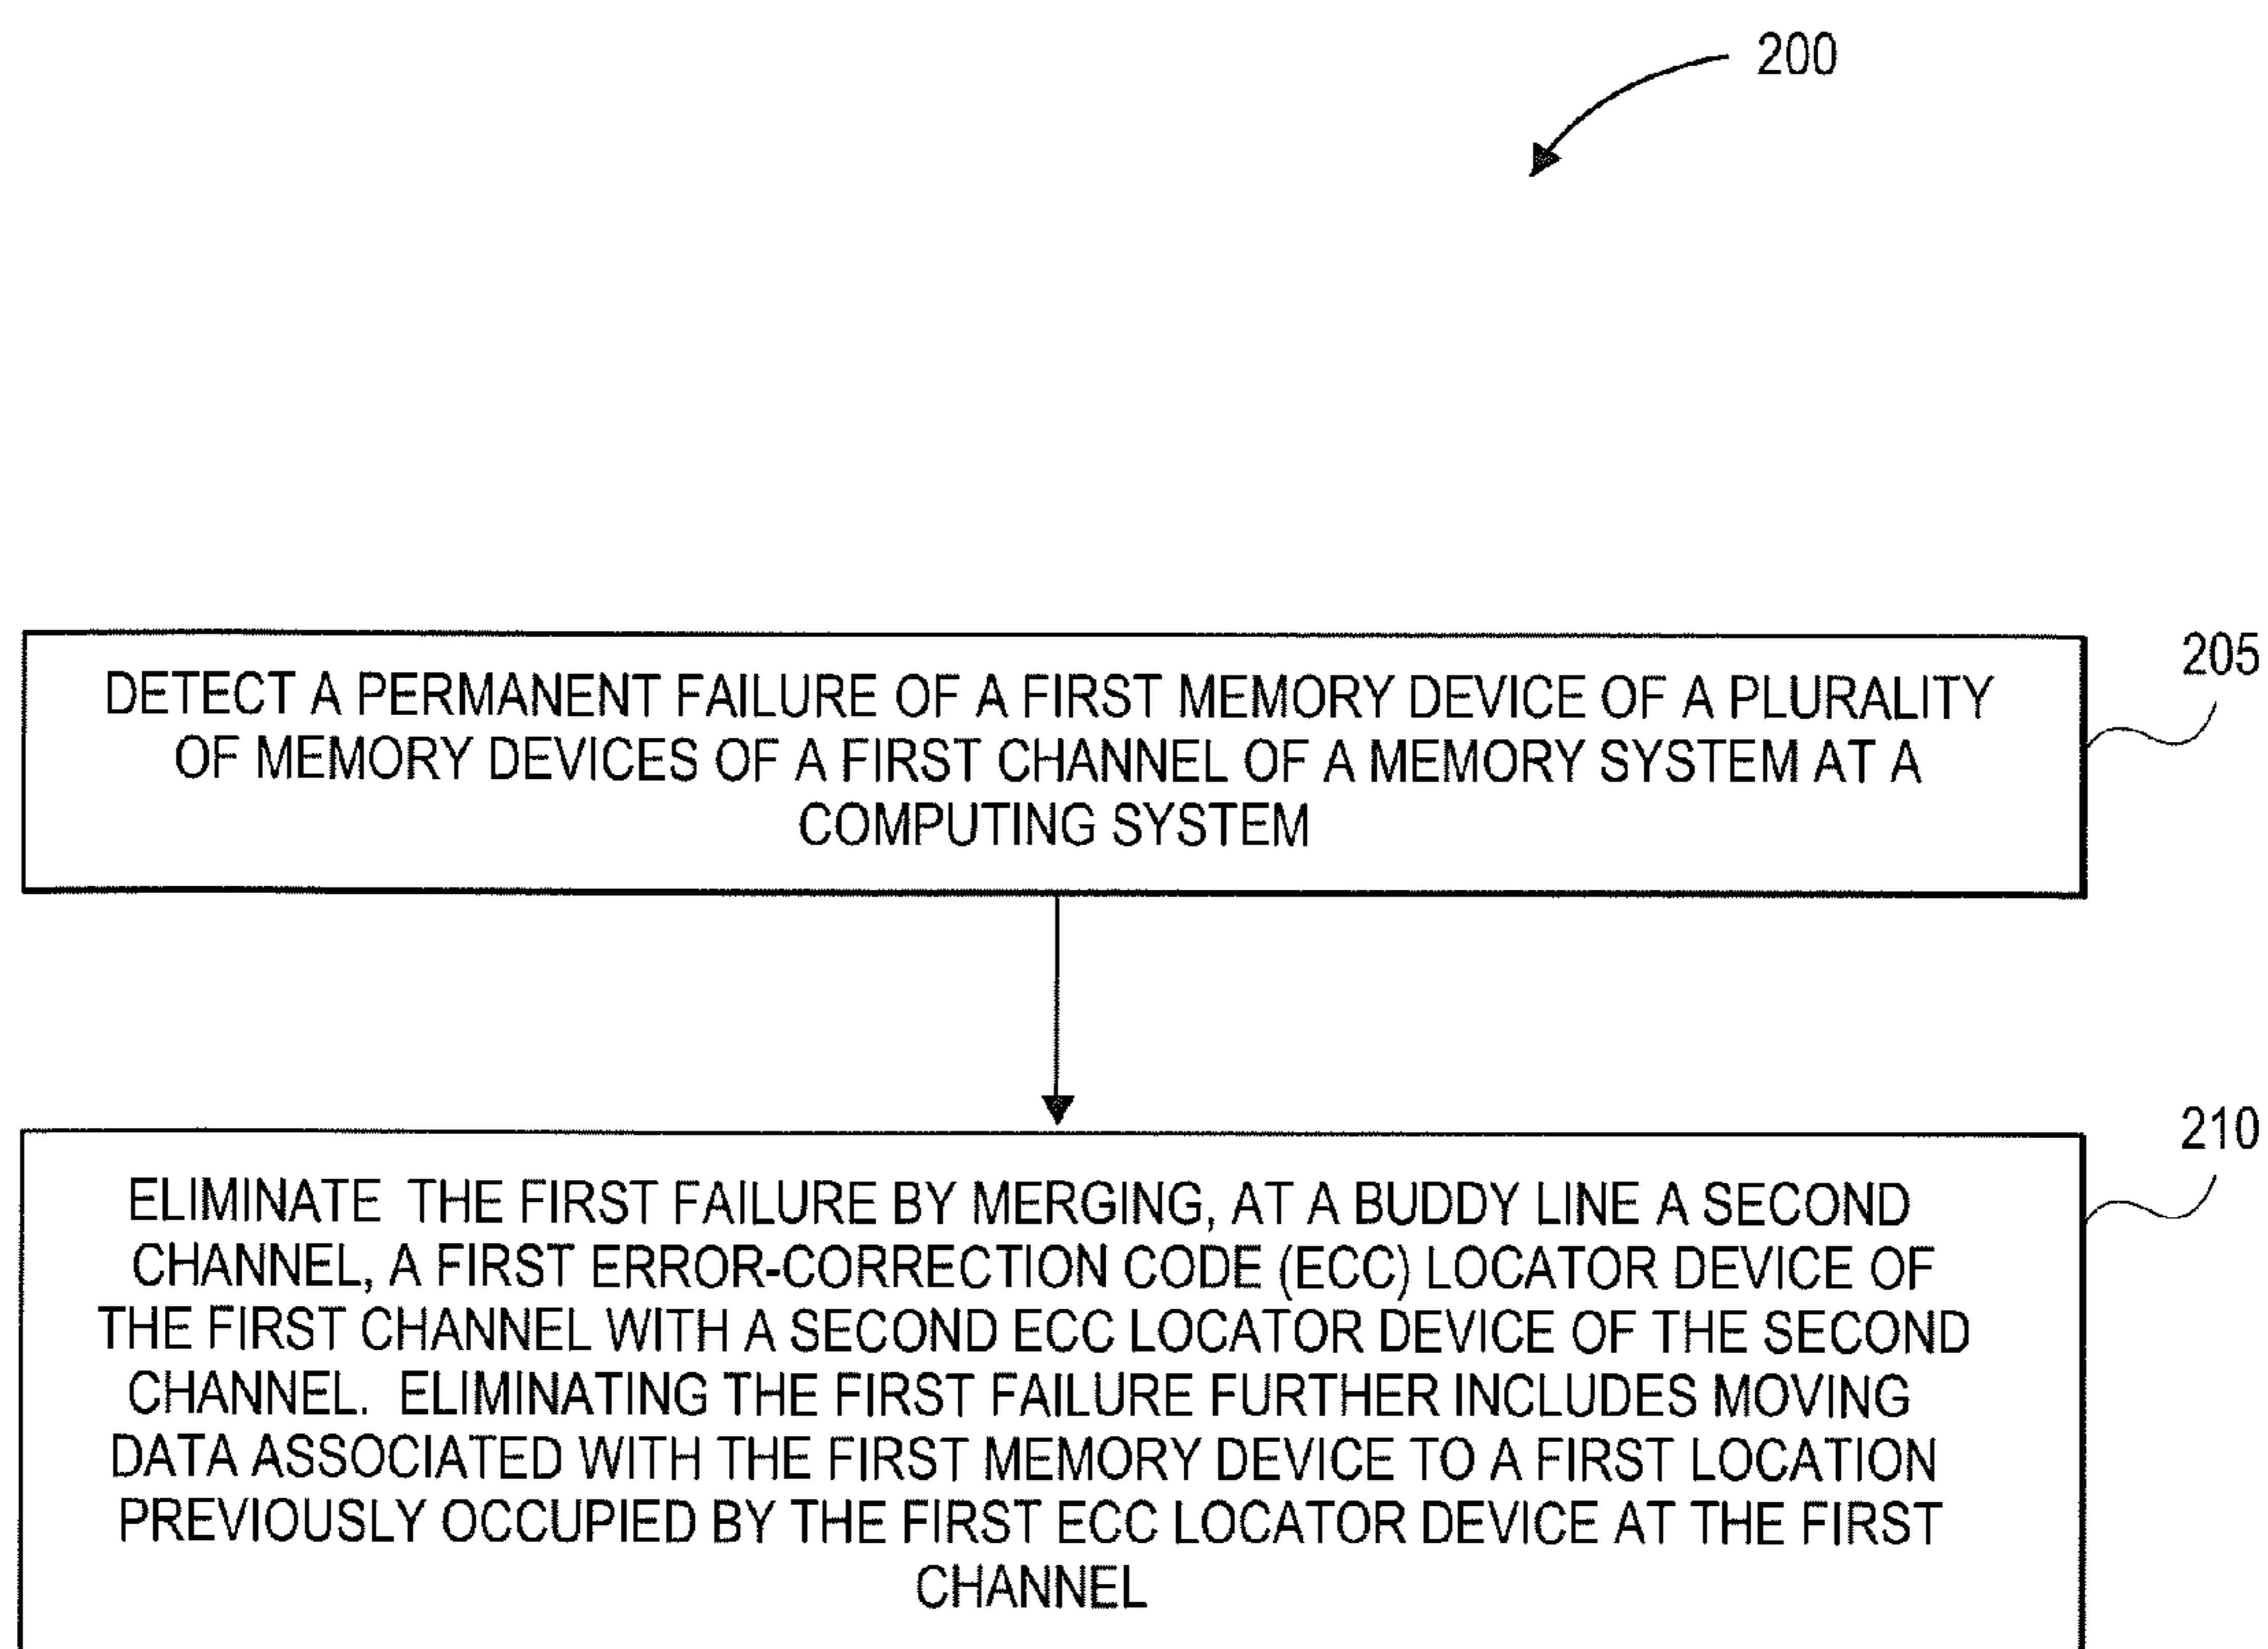 200
205
DETECT A PERMANENT FAILURE OF A FIRST MEMORY DEVICE OF A PLURALITY
OF MEMORY DEVICES OF A FIRST CHANNEL OF A MEMORY SYSTEM AT A
COMPUTING SYSTEM
210
ELIMINATE THE FIRST FAILURE BY MERGING, AT A BUDDY LINE A SECOND
CHANNEL, A FIRST ERROR-CORRECTION CODE (ECC) LOCATOR DEVICE OF
THE FIRST CHANNEL WITH A SECOND ECC LOCATOR DEVICE OF THE SECOND
CHANNEL. ELIMINATING THE FIRST FAILURE FURTHER INCLUDES MOVING
DATA ASSOCIATED WITH THE FIRST MEMORY DEVICE TO A FIRST LOCATION
PREVIOUSLY OCCUPIED BY THE FIRST ECC LOCATOR DEVICE AT THE FIRST
CHANNEL